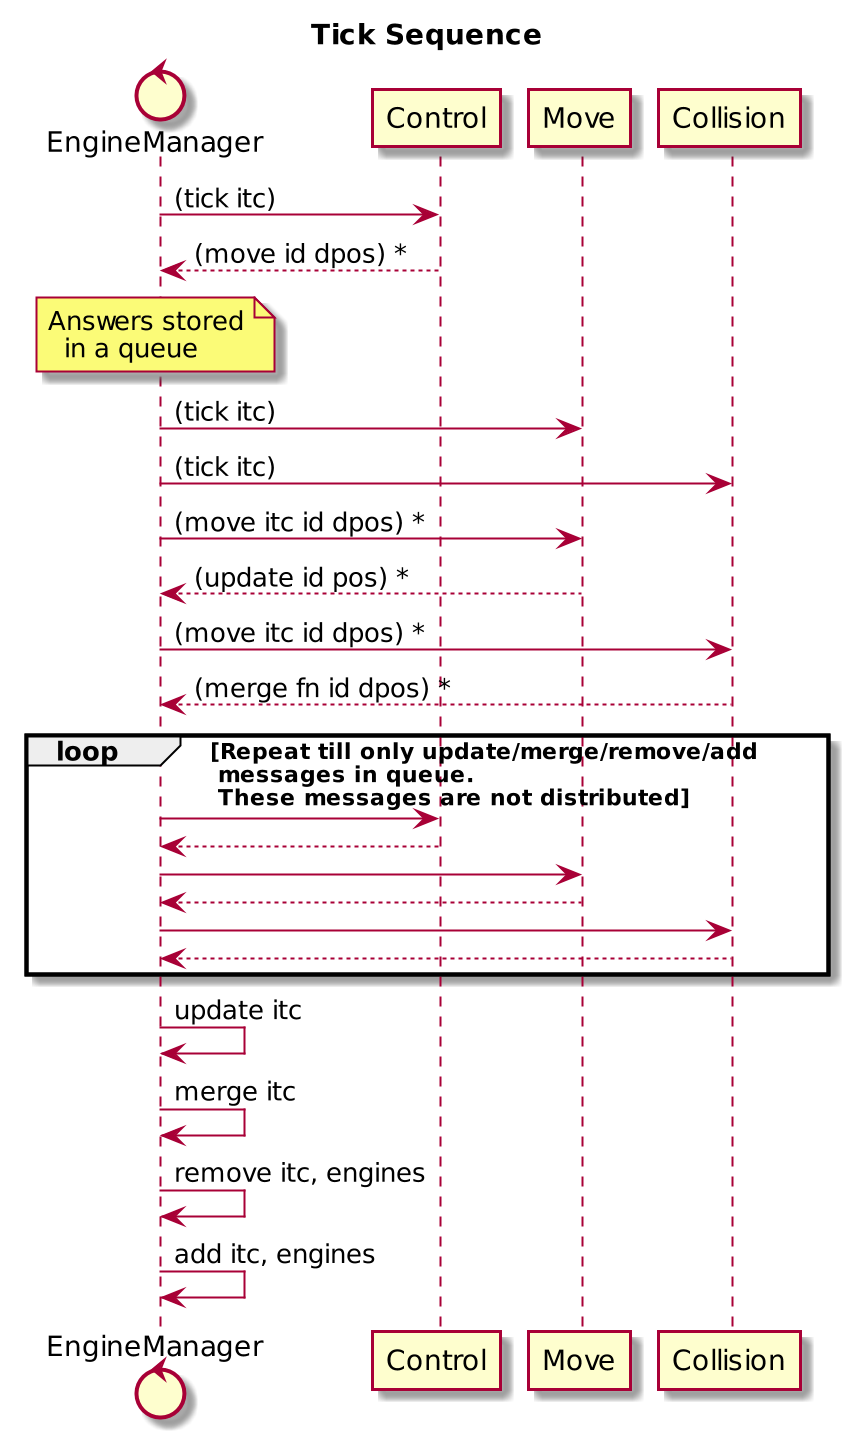 Tick Sequence
EngineManager
Control
Move
Collision
(tick itc)
(move id dpos) *
Answers stored
in a queue
(tick itc)
(tick itc)
(move itc id dpos) *
(update id pos) *
(move itc id dpos) *
(merge fn id dpos) *
loop
[Repeat till only update/merge/remove/add
messages in queue.
These messages are not distributed]
update itc
merge itc
remove itc, engines
add itc, engines
EngineManager
Control
Move
Collision